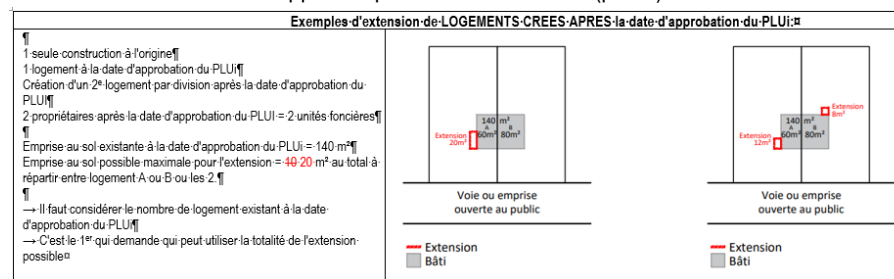 Exemples d'extension de LOGEMENTS CREES APRES la date d'approbation du PLUi:¤
¶
1 seule construction à l'origine¶
1 logement à la date d'approbation du PLUi¶
Création d'un 2e logement par division après la date d'approbation du
PLUI¶
2 propriétaires après la date d'approbation du PLUI = 2 unités foncières¶
¶
Emprise au sol existante à la date d'approbation du PLUi = 140 m²¶
Emprise au sol possible maximale pour l'extension = 10 20 m² au total à
répartir entre logement A ou B ou les 2.¶
¶
→ Il faut considérer le nombre de logement existant à la date
d'approbation du PLUi¶
→ C'est le 1er qui demande qui peut utiliser la totalité de l'extension
possible¤
140 m²
A B
60m² 80m²
Extension
20m²
Voie ou emprise
ouverte au public
Extension
Bâti
Extension
8m²
140 m²
A B
60m² 80m²
Extension
12m²
Voie ou emprise
ouverte au public
Extension
Bâti